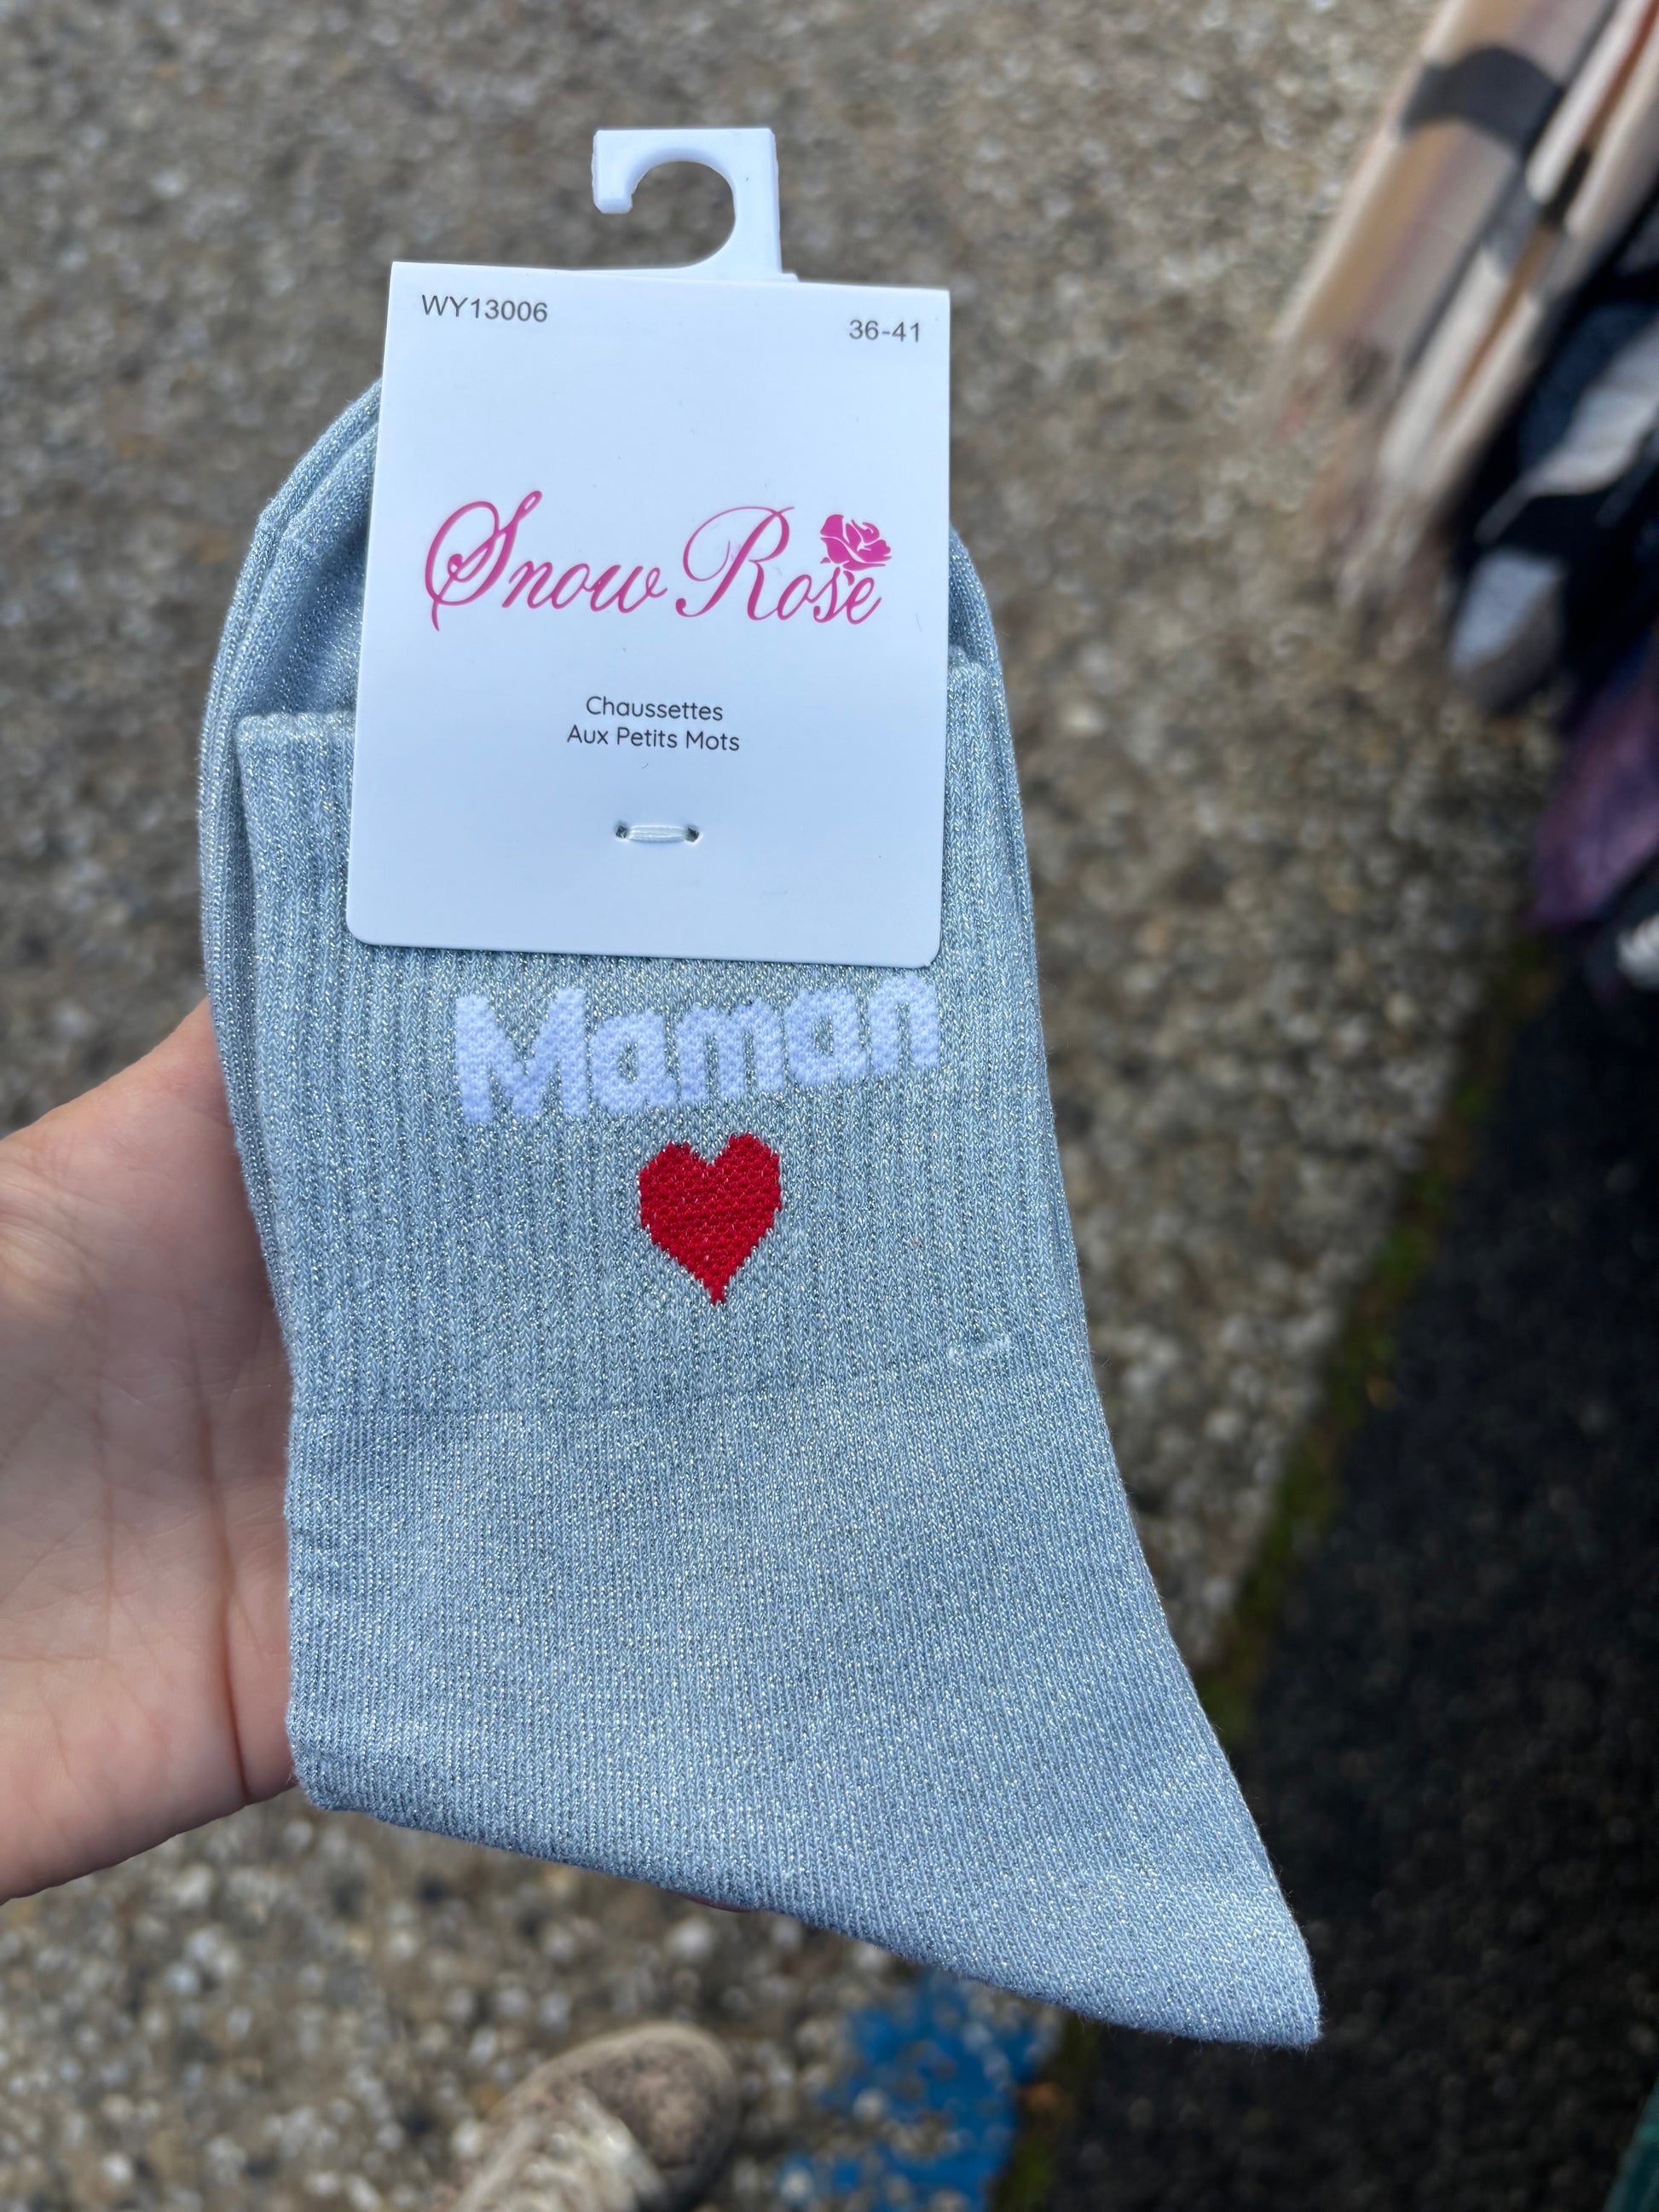 WY13006
36-41
Snow Rose
Chaussettes
Aux Petits Mots
Maman